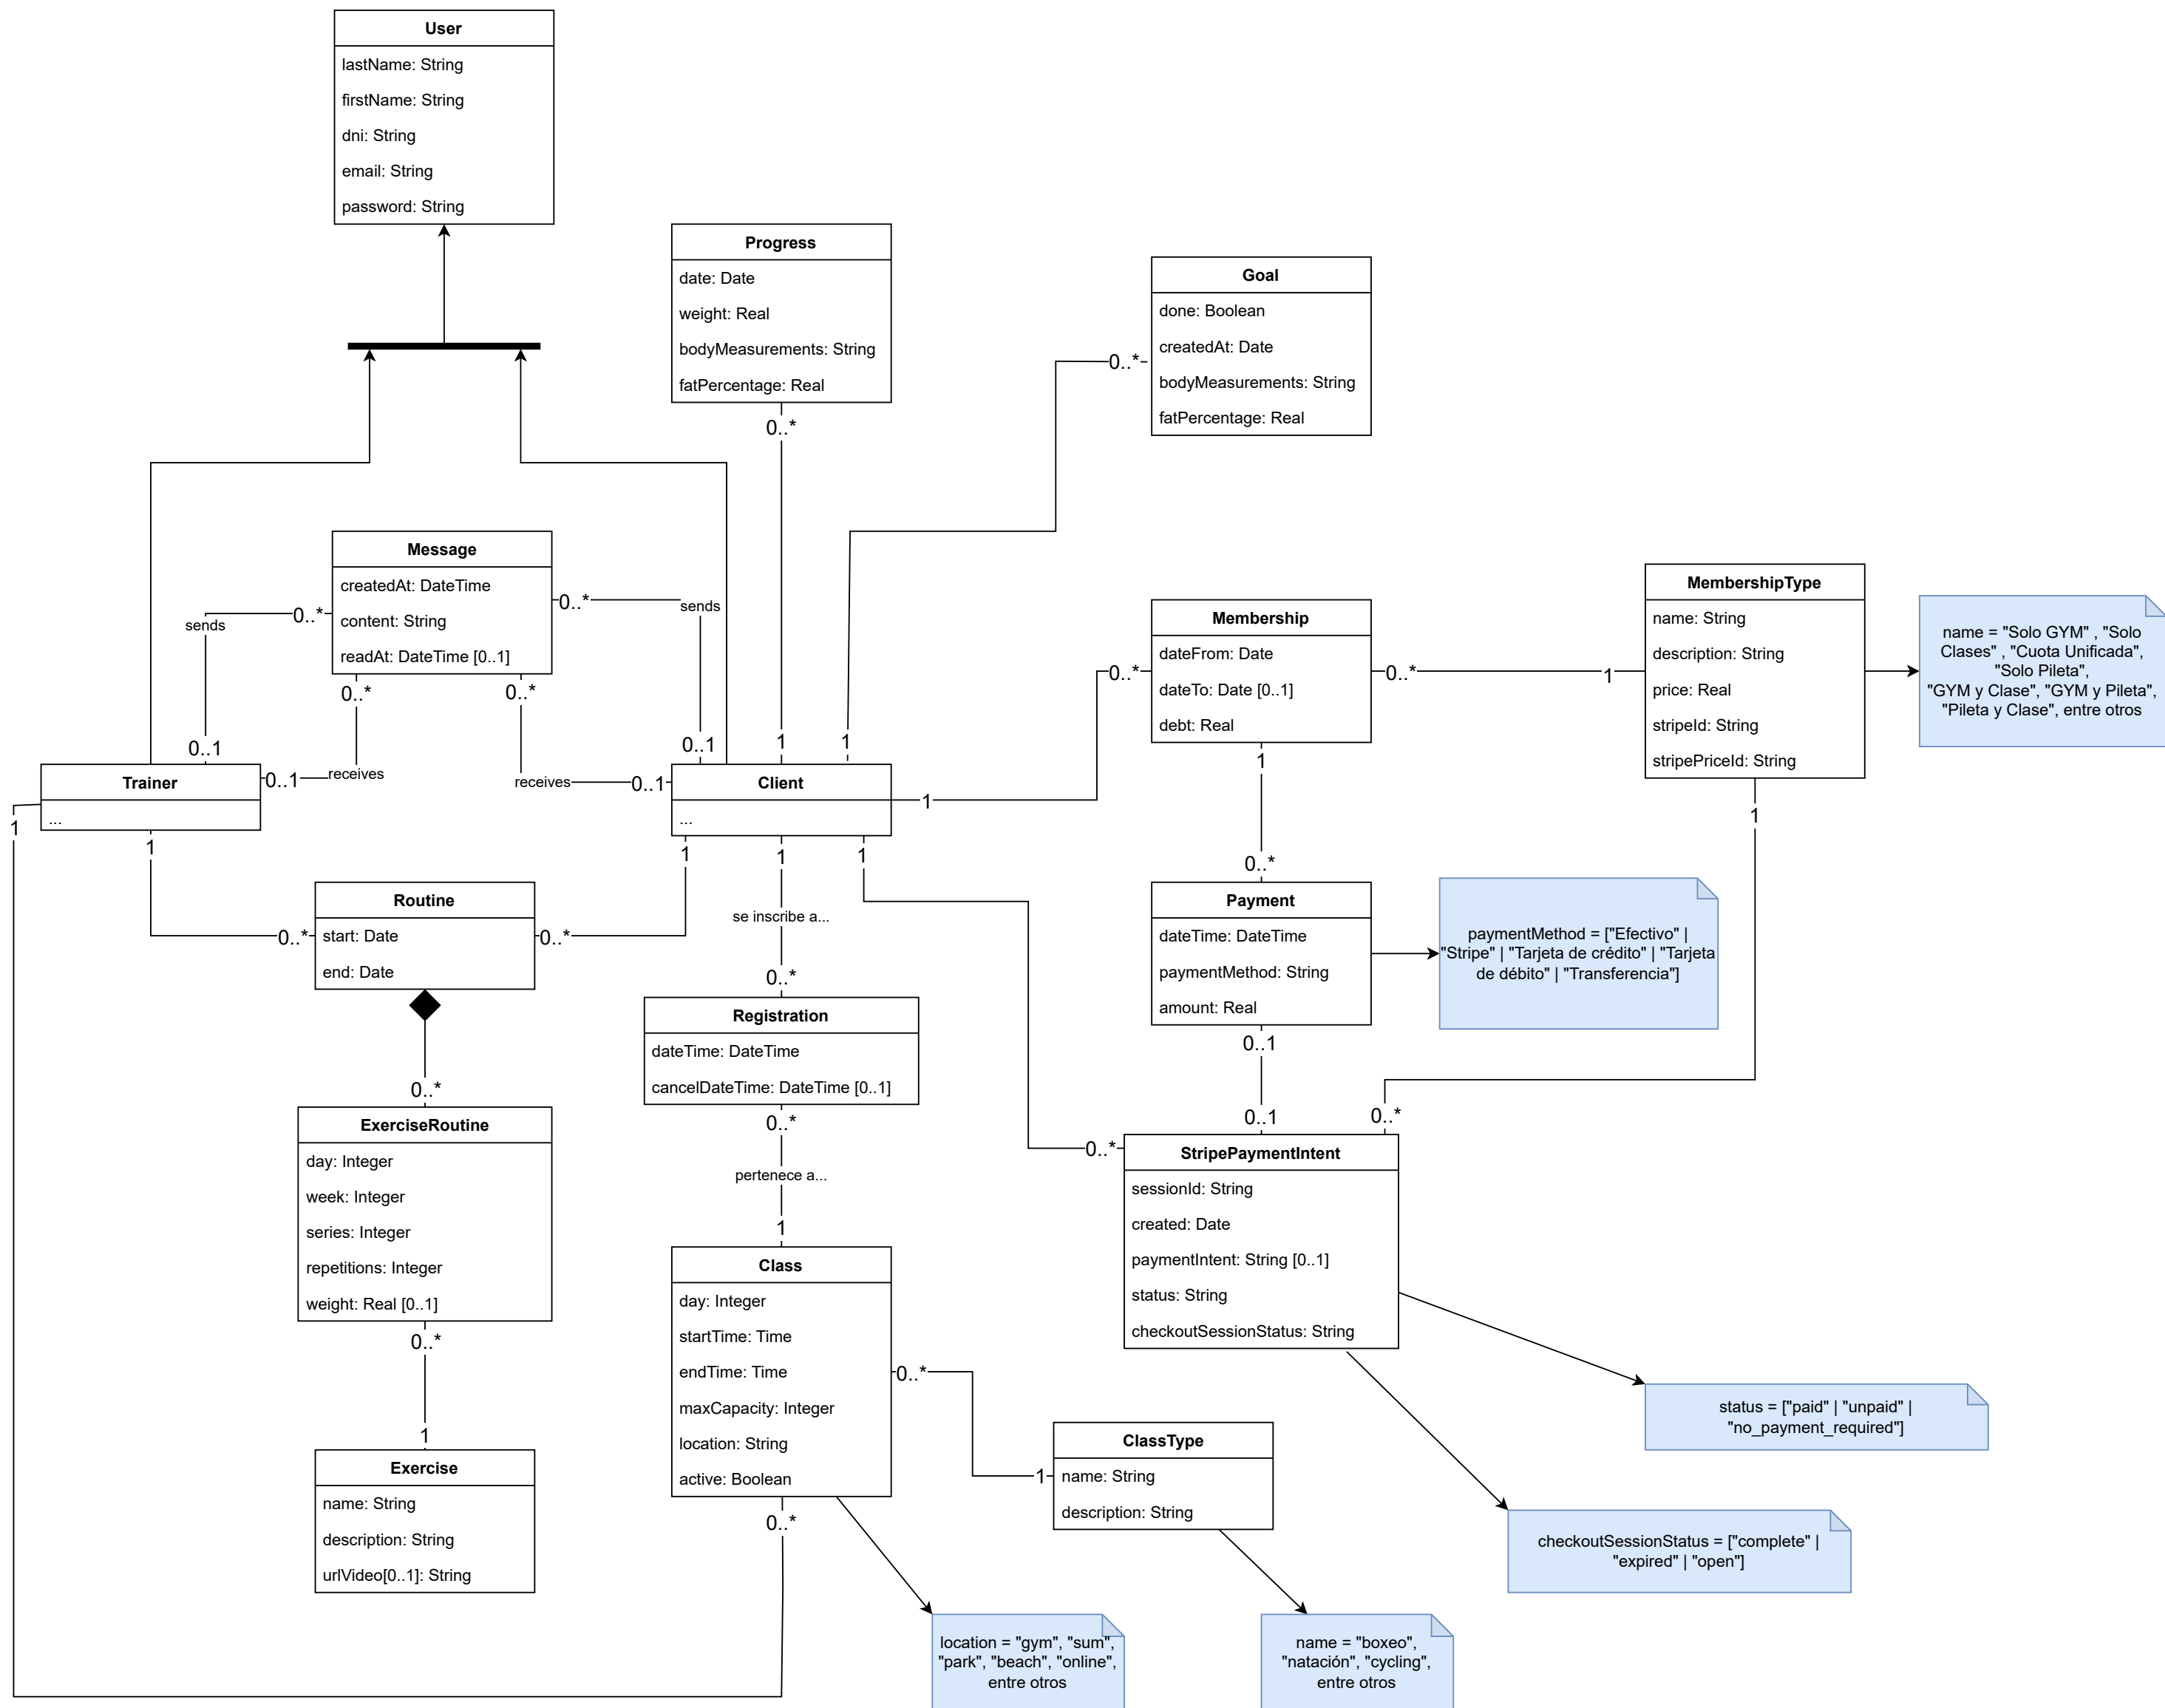 User
lastName: String
firstName: String
dni: String
email: String
password: String
Progress
date: Date
weight: Real
bodyMeasurements: String
fatPercentage: Real
0..*
Goal
done: Boolean
createdAt: Date
bodyMeasurements: String
fatPercentage: Real
0..*
Message
createdAt: DateTime
content: String
readAt: DateTime [0..1]
0..*
sends
0..1
0..*
sends
0..1
0..*
receives
0..1
0..*
receives
0..1
1
1
Membership
dateFrom: Date
dateTo: Date [0..1]
debt: Real
0..*
1
0..*
1
MembershipType
name: String
description: String
price: Real
stripeId: String
stripePriceId: String
name = "Solo GYM" , "Solo
Clases" , "Cuota Unificada",
"Solo Pileta",
"GYM y Clase", "GYM y Pileta",
"Pileta y Clase", entre otros
Trainer
...
Client
...
1
1
1
1
1
1
1
0..*
Routine
start: Date
end: Date
0..*
0..*
se inscribe a...
0..*
Payment
dateTime: DateTime
paymentMethod: String
amount: Real
paymentMethod = ["Efectivo" |
"Stripe" | "Tarjeta de crédito" | "Tarjeta
de débito" | "Transferencia"]
0..1
0..1
0..*
0..*
Registration
dateTime: DateTime
cancelDateTime: DateTime [0..1]
0..*
pertenece a...
1
0..*
ExerciseRoutine
day: Integer
week: Integer
series: Integer
repetitions: Integer
weight: Real [0..1]
0..*
1
StripePaymentIntent
sessionId: String
created: Date
paymentIntent: String [0..1]
status: String
checkoutSessionStatus: String
Class
day: Integer
startTime: Time
endTime: Time
maxCapacity: Integer
location: String
active: Boolean
0..*
1
0..*
ClassType
name: String
description: String
status = ["paid" | "unpaid" |
"no_payment_required"]
Exercise
name: String
description: String
urlVideo[0..1]: String
checkoutSessionStatus = ["complete" |
"expired" | "open"]
location = "gym", "sum",
"park", "beach", "online",
entre otros
name = "boxeo",
"natación", "cycling",
entre otros